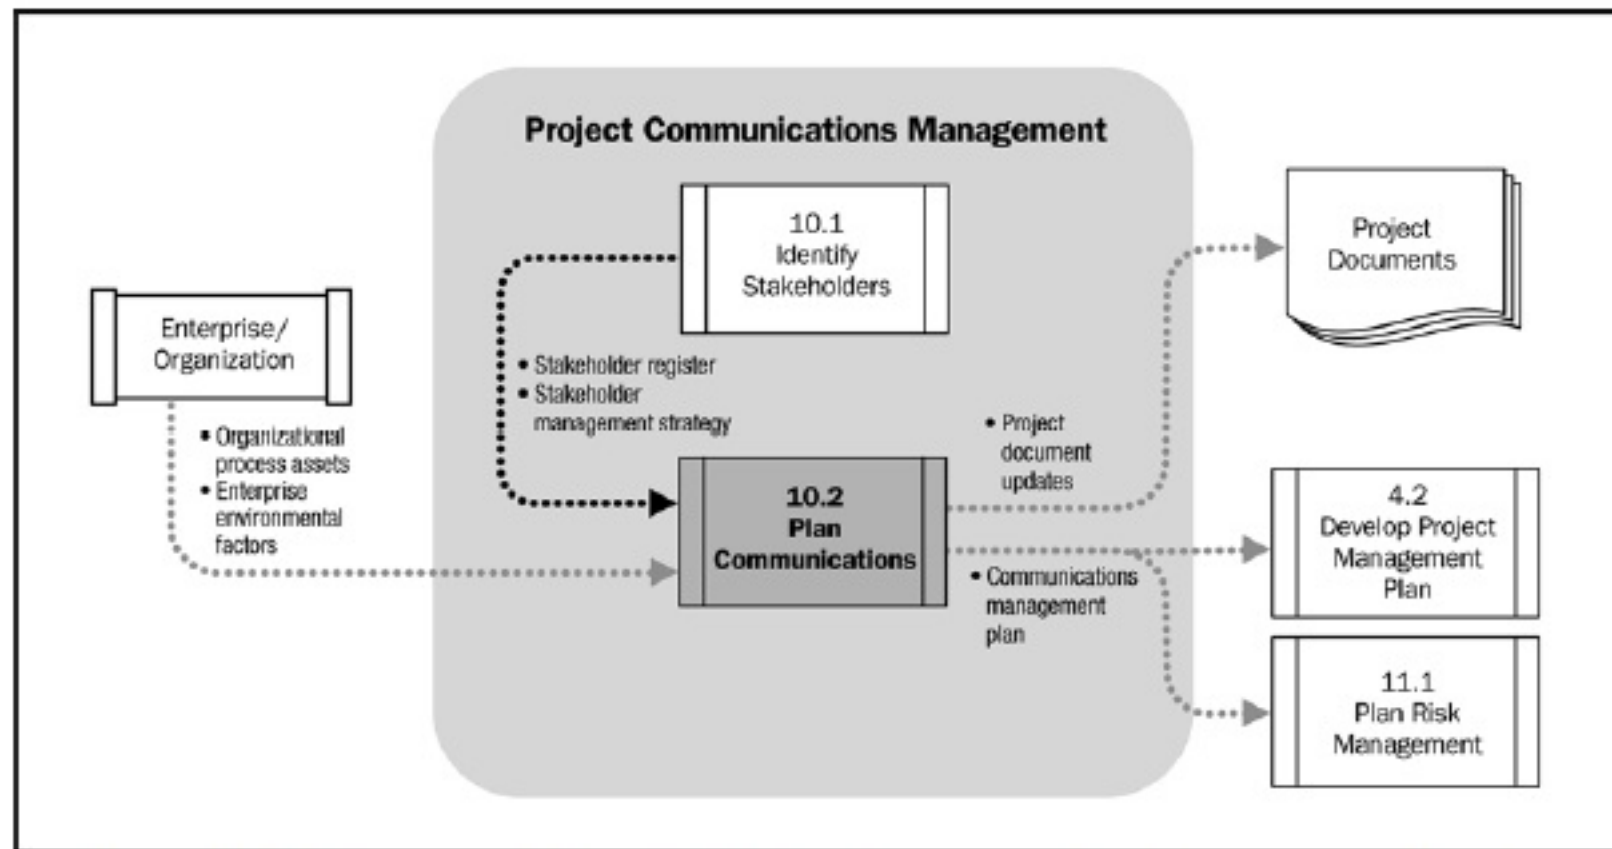 Project Communications Management
10.1
Identify
Stakeholders
Project
Documents
Enterprise/
Organization
• Stakeholder register
• Stakeholder
management strategy
• Organizational
process assets
• Enterprise
environmental
factors
• Project
document
updates
10.2
Plan
Communications
4.2
Develop Project
Management
Plan
• Communications
management
plan
11.1
Plan Risk
Management